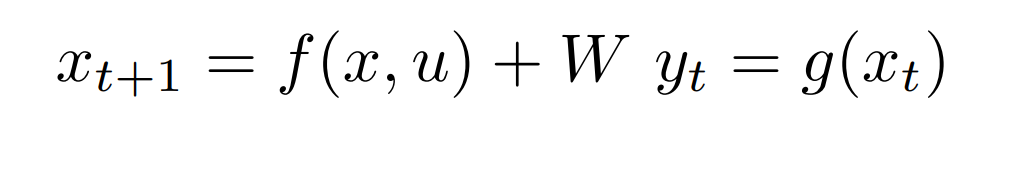 x_{t+1} = f(x, u) + W y_t = g(x_t)